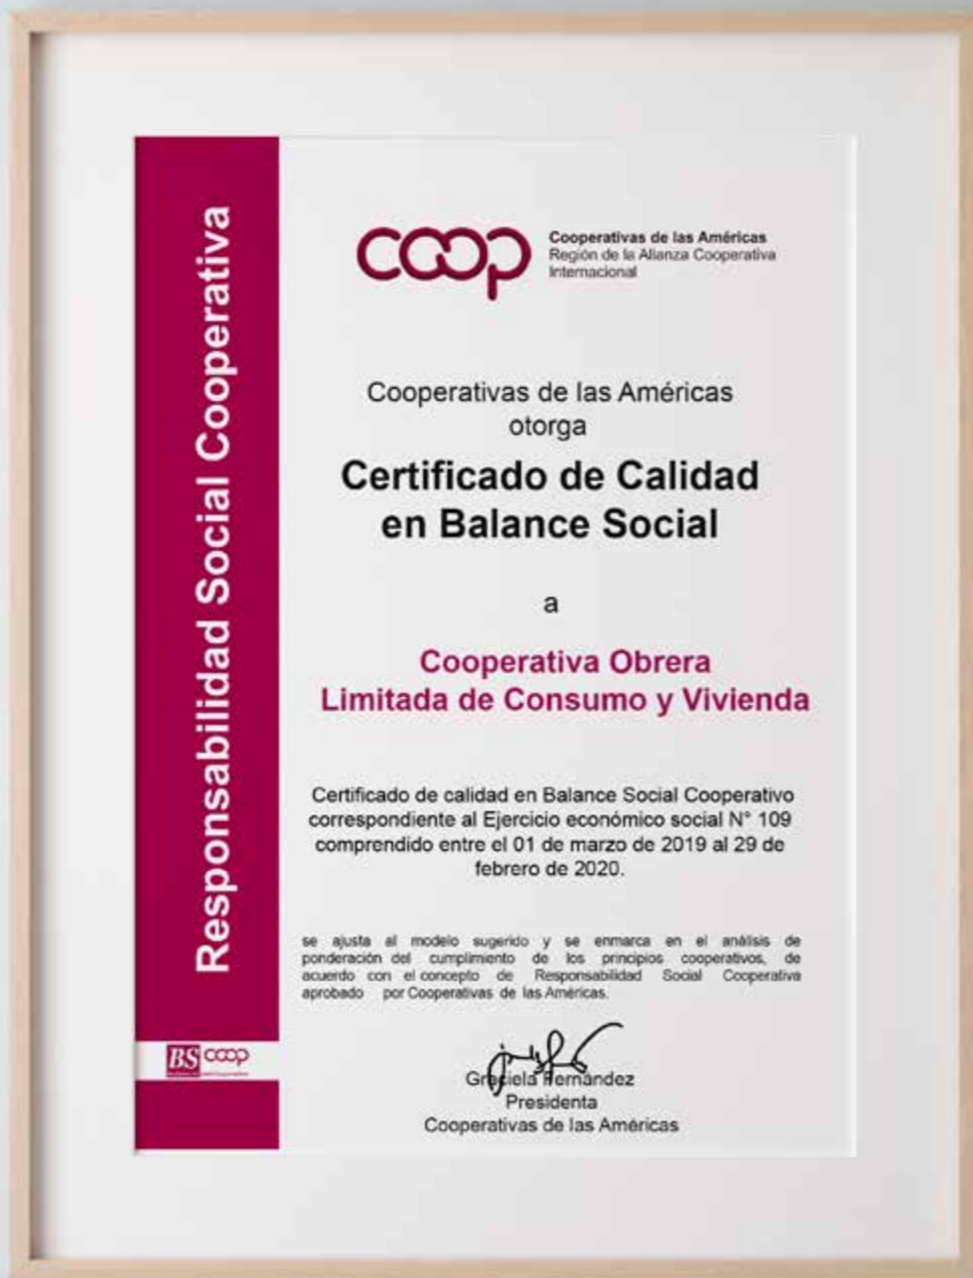 Responsabilidad Social Cooperativa
coop
Cooperativas de las Américas
Región de la Alianza Cooperativa
Internacional
Cooperativas de las Américas
otorga
Certificado de Calidad
en Balance Social
a
Cooperativa Obrera
Limitada de Consumo y Vivienda
Certificado de calidad en Balance Social Cooperativo
correspondiente al Ejercicio económico social N° 109
comprendido entre el 01 de marzo de 2019 al 29 de
febrero de 2020.
se ajusta al modelo sugerido y se enmarca en el análisis de
ponderación del cumplimiento de los principios cooperativos, de
acuerdo con el concepto de Responsabilidad Social Cooperativa
aprobado por Cooperativas de las Américas.
Graciela Fernández
Presidenta
Cooperativas de las Américas
BS coop